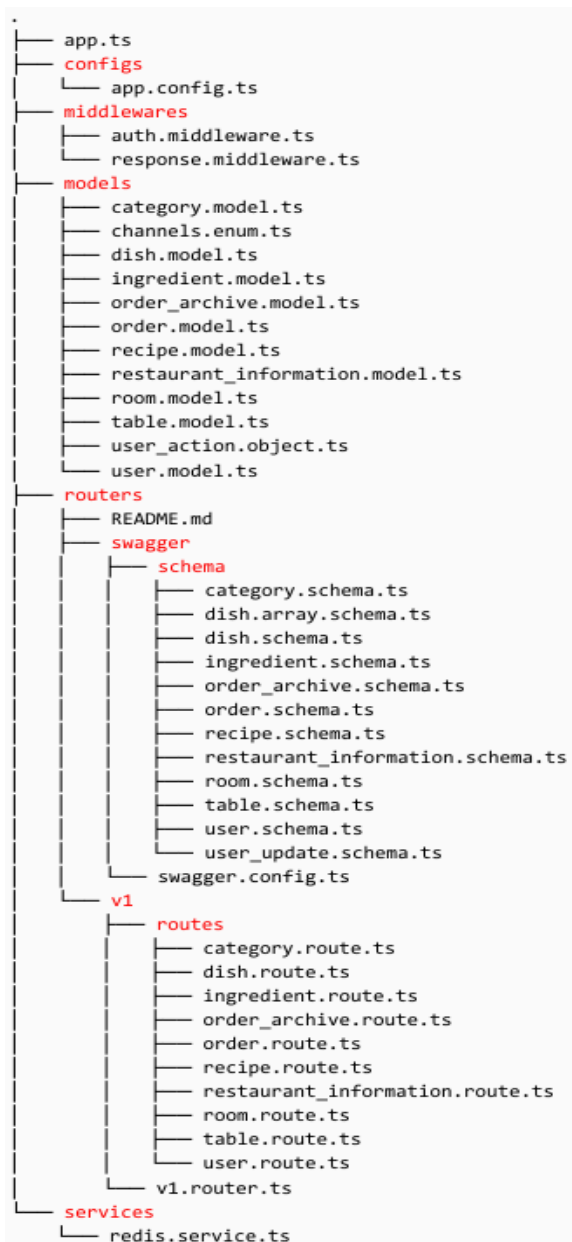 .
├── app.ts
├── configs
│   └── app.config.ts
├── middlewares
│   ├── auth.middleware.ts
│   └── response.middleware.ts
├── models
│   ├── category.model.ts
│   ├── channels.enum.ts
│   ├── dish.model.ts
│   ├── ingredient.model.ts
│   ├── order_archive.model.ts
│   ├── order.model.ts
│   ├── recipe.model.ts
│   ├── restaurant_information.model.ts
│   ├── room.model.ts
│   ├── table.model.ts
│   ├── user_action.object.ts
│   └── user.model.ts
├── routers
│   ├── README.md
│   ├── swagger
│   │   ├── schema
│   │   │   ├── category.schema.ts
│   │   │   ├── dish.array.schema.ts
│   │   │   ├── dish.schema.ts
│   │   │   ├── ingredient.schema.ts
│   │   │   ├── order_archive.schema.ts
│   │   │   ├── order.schema.ts
│   │   │   ├── recipe.schema.ts
│   │   │   ├── restaurant_information.schema.ts
│   │   │   ├── room.schema.ts
│   │   │   ├── table.schema.ts
│   │   │   ├── user.schema.ts
│   │   │   └── user_update.schema.ts
│   │   └── swagger.config.ts
│   └── v1
│       ├── routes
│       │   ├── category.route.ts
│       │   ├── dish.route.ts
│       │   ├── ingredient.route.ts
│       │   ├── order_archive.route.ts
│       │   ├── order.route.ts
│       │   ├── recipe.route.ts
│       │   ├── restaurant_information.route.ts
│       │   ├── room.route.ts
│       │   ├── table.route.ts
│       │   └── user.route.ts
│       └── v1.router.ts
└── services
    └── redis.service.ts